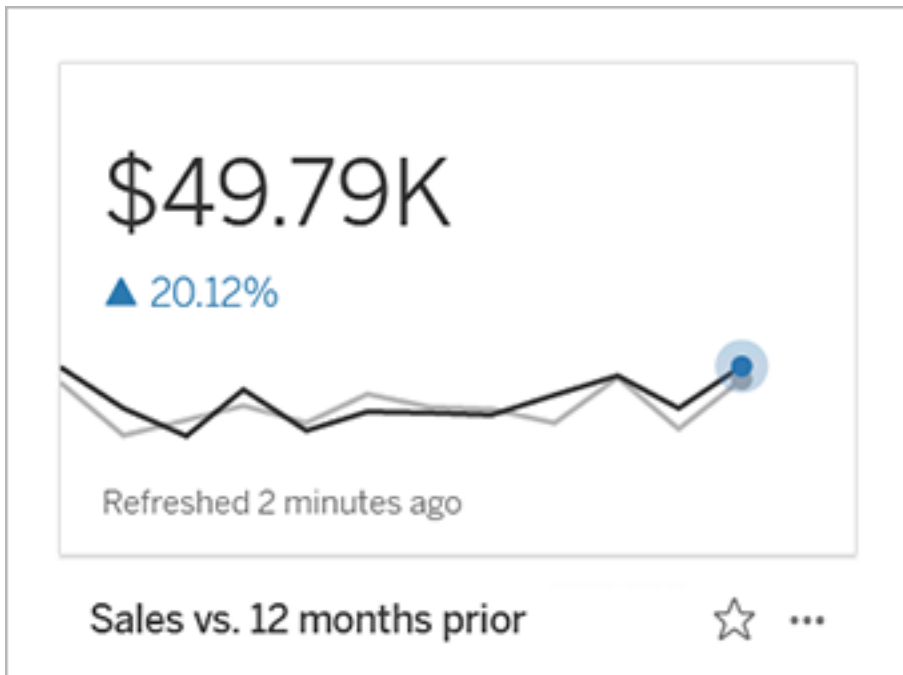 $49.79K
▲ 20.12%
Refreshed 2 minutes ago
Sales vs. 12 months prior